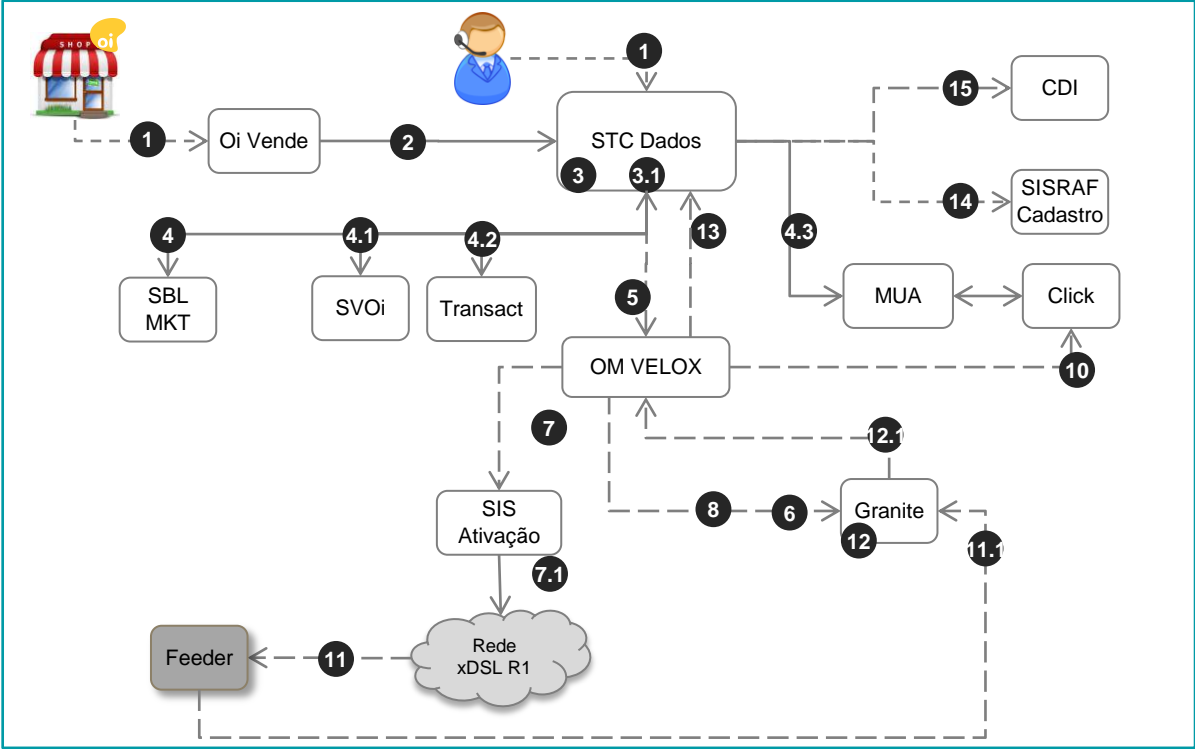 SHOP
oi
1
1
15
CDI
Oi Vende
2
STC Dados
3
3.1
14
SISRAF
Cadastro
4
4.1
4.2
13
4.3
SBL
MKT
SVOi
Transact
5
MUA
Click
OM VELOX
10
7
12.1
SIS
Ativação
8
6
Granite
12
11.1
7.1
Feeder
11
Rede
xDSL R1